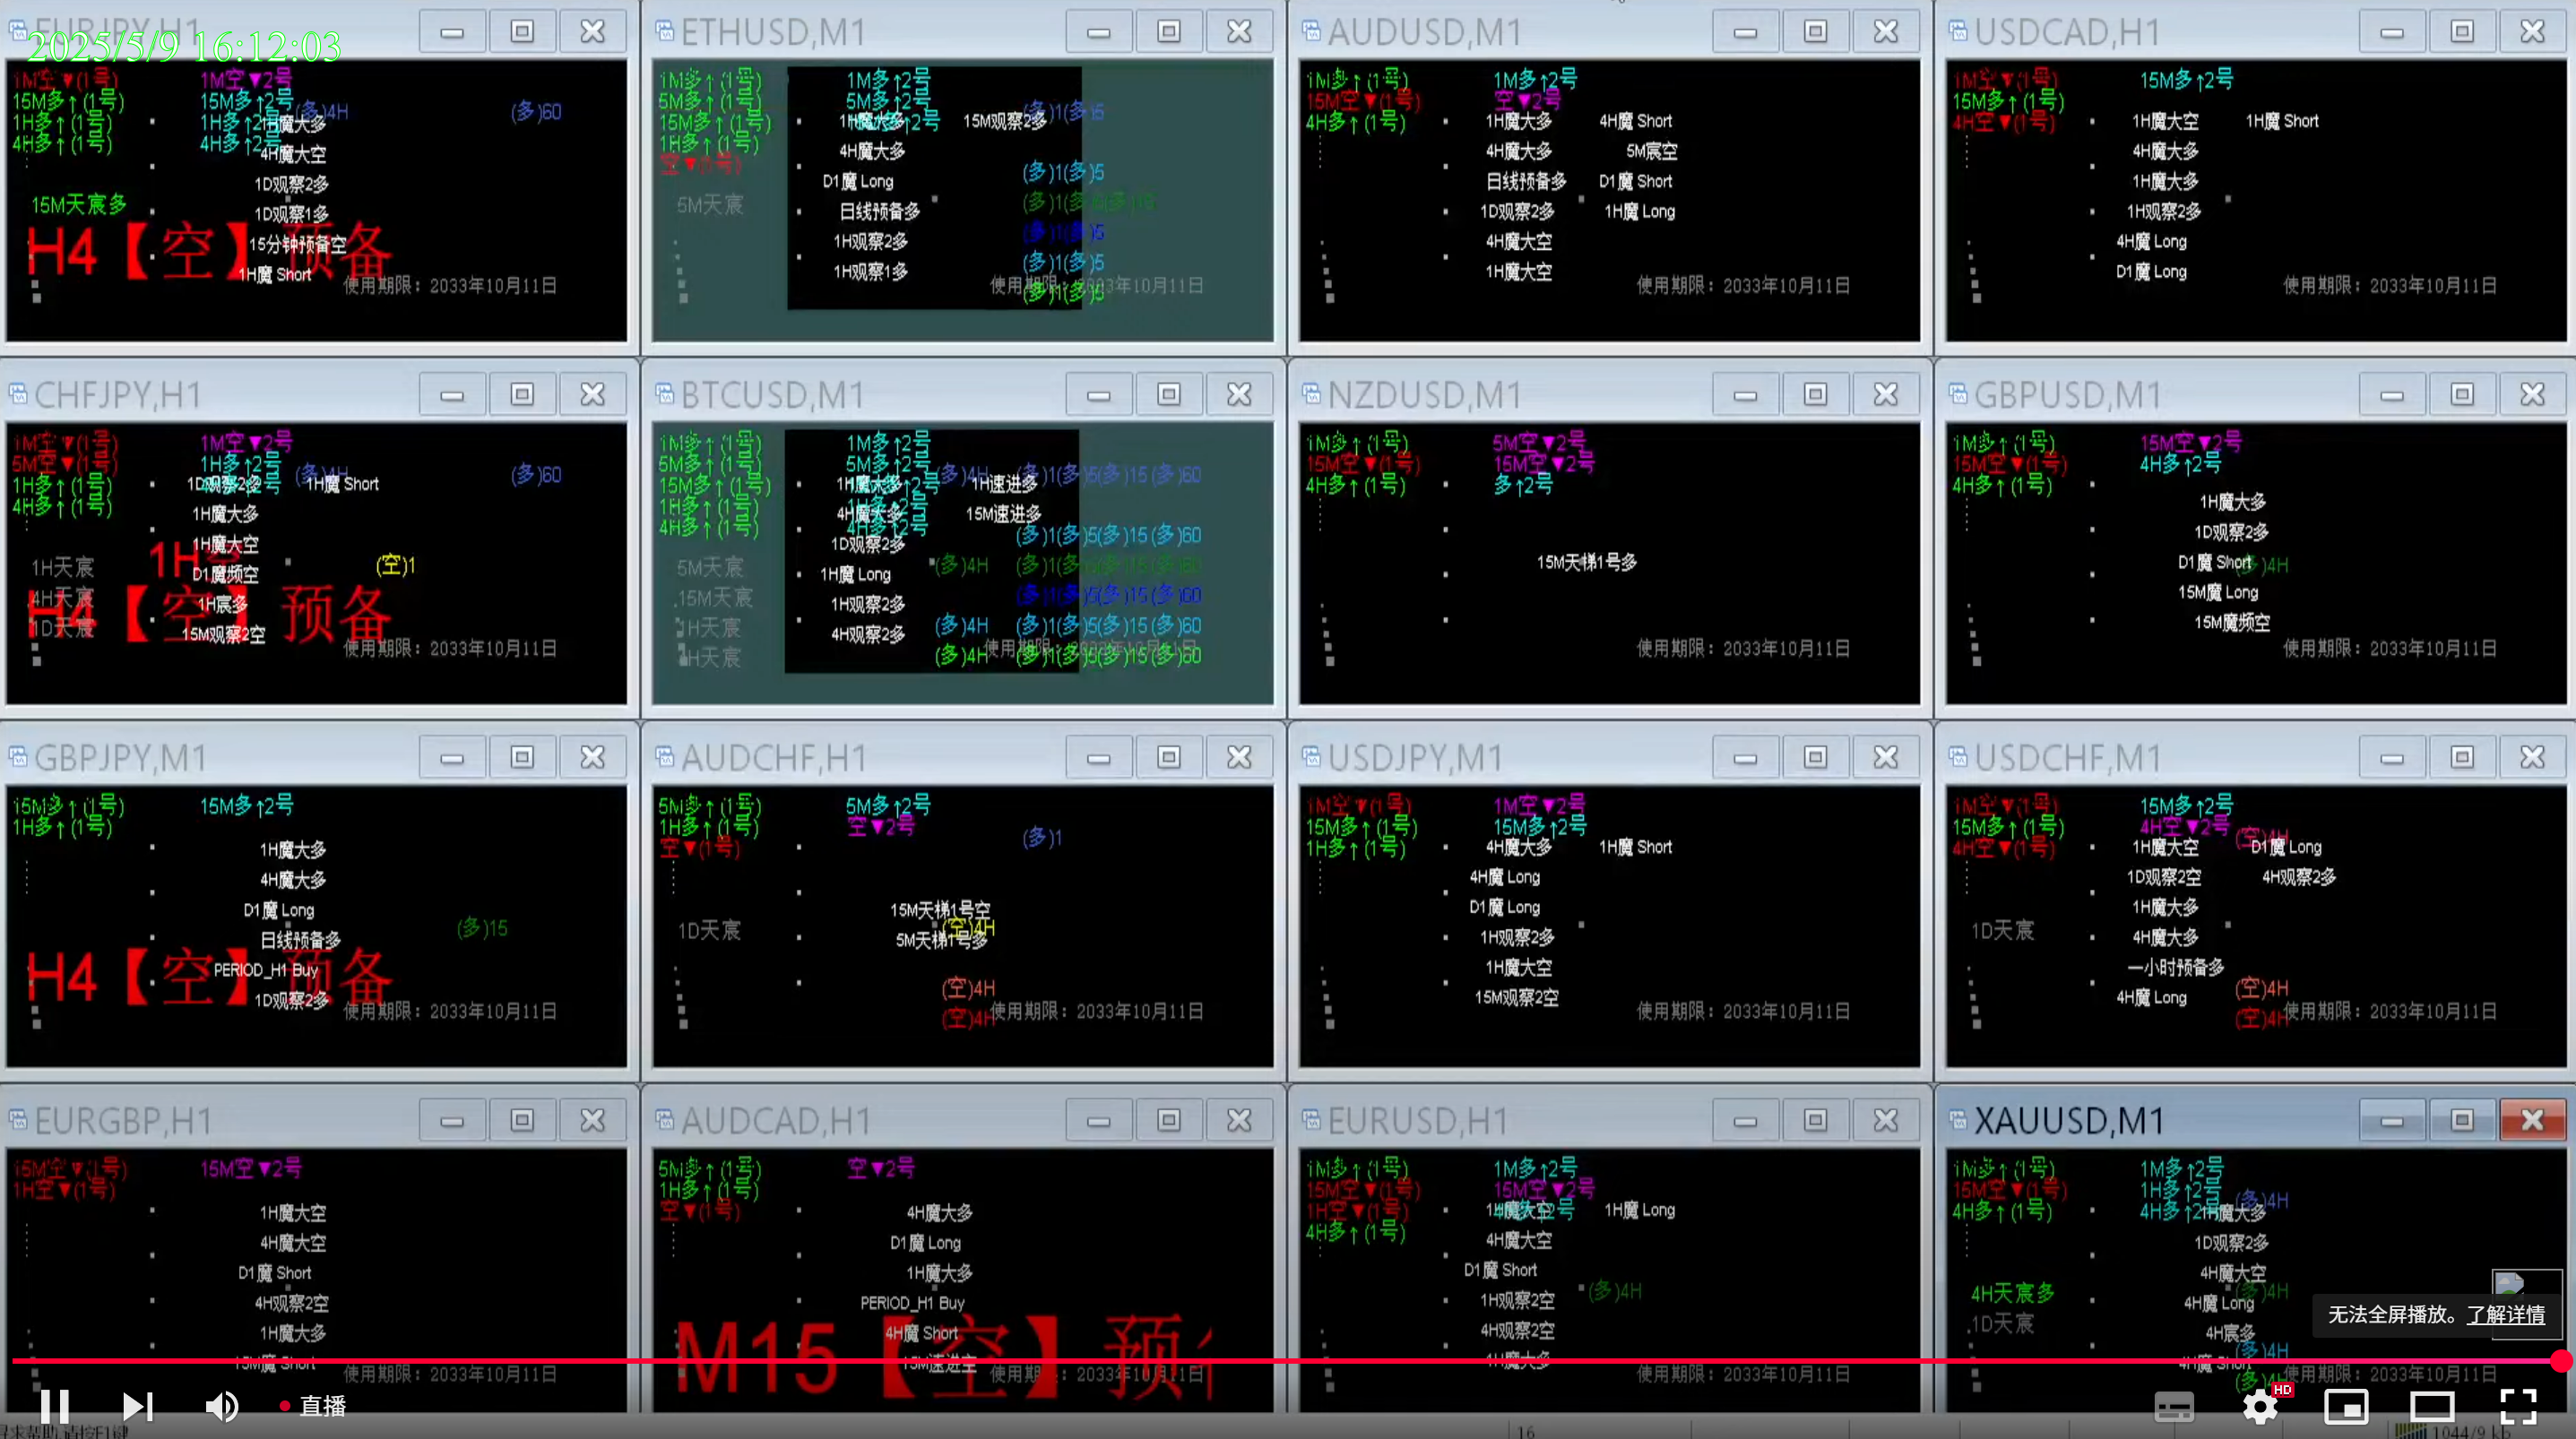 EURJPY,H1
2025/5/9 16:12:03
1M空▼(1号) 1M空▼2号
15M多↑(1号) 15M多↑2号 (多)4H (多)60
1H多↑(1号) 1H多↑2号 1H魔大多
4H多↑(1号) 4H多↑2号 4H魔大空
1D观察2多
15M天宸多 1D观察1多
H4【空】预备 15分钟预备空
1H魔 Short
使用期限：2033年10月11日
ETHUSD,M1
1M多↑(1号) 1M多↑2号
5M多↑(1号) 5M多↑2号 (多)1(多)5
15M多↑(1号) 1H魔大多 15M观察2多
1H多↑(1号) 4H魔大多
空▼(1号) (多)1(多)5
D1魔 Long
5M天宸 日线预备多
1H观察2多 (多)1(多)5
1H观察1多 (多)1(多)5
使用期限：2033年10月11日
(多)1(多)5
AUDUSD,M1
1M多↑(1号) 1M多↑2号
15M空▼(1号) 空▼2号
4H多↑(1号) 1H魔大多 4H魔 Short
4H魔大多 5M宸空
日线预备多 D1魔 Short
1D观察2多 1H魔 Long
4H魔大空
1H魔大空
使用期限：2033年10月11日
USDCAD,H1
1M空▼(1号) 15M多↑2号
15M多↑(1号)
4H空▼(1号) 1H魔大空 1H魔 Short
4H魔大多
1H魔大多
1H观察2多
4H魔 Long
D1魔 Long
使用期限：2033年10月11日
CHFJPY,H1
1M空▼(1号) 1M空▼2号
5M空▼(1号) 1H多↑2号 (多)4H (多)60
1H多↑(1号) 1D观察2多 1H魔 Short
4H多↑(1号) 1H魔大多
1H魔大空
1H天宸 1H空 D1魔频空 (空)1
4H天宸 1H宸多
1D天宸 H4【空】预备 15M观察2空
使用期限：2033年10月11日
BTCUSD,M1
1M多↑(1号) 1M多↑2号
5M多↑(1号) 5M多↑2号 (多)4H (多)1(多)5(多)15(多)60
15M多↑(1号) 1H魔大多 1H速进多
1H多↑(1号) 4H魔大多 15M速进多
4H多↑(1号) 4H多↑2号
1D观察2多 (多)1(多)5(多)15(多)60
5M天宸 1H魔 Long (多)4H (多)1(多)5(多)15(多)60
15M天宸 1H观察2多 (多)1(多)5(多)15(多)60
1H天宸 4H观察2多 (多)4H (多)1(多)5(多)15(多)60
H天宸 (多)4H (多)1(多)5(多)15(多)60
NZDUSD,M1
1M多↑(1号) 5M空▼2号
15M空▼(1号) 15M空▼2号
4H多↑(1号) 多↑2号
15M天梯1号多
使用期限：2033年10月11日
GBPUSD,M1
1M多↑(1号) 15M空▼2号
15M空▼(1号) 4H多↑2号
4H多↑(1号) 1H魔大多
1D观察2多
D1魔 Short (多)4H
15M魔 Long
15M魔频空
使用期限：2033年10月11日
GBPJPY,M1
15M多↑(1号) 15M多↑2号
1H多↑(1号)
1H魔大多
4H魔大多
D1魔 Long (多)15
日线预备多
H4【空】预备 PERIOD_H1 Buy
1D观察2多
使用期限：2033年10月11日
AUDCHF,H1
5M多↑(1号) 5M多↑2号
1H多↑(1号) 空▼2号 (多)1
空▼(1号)
15M天梯1号空
1D天宸 (空)4H
5M天梯1号多
(空)4H
(空)4H 使用期限：2033年10月11日
USDJPY,M1
1M空▼(1号) 1M空▼2号
15M多↑(1号) 15M多↑2号
1H多↑(1号) 4H魔大多 1H魔 Short
4H魔 Long
D1魔 Long
1H观察2多
1H魔大空
15M观察2空
使用期限：2033年10月11日
USDCHF,M1
1M空▼(1号) 15M多↑2号
15M多↑(1号) 4H空▼2号 (空)4H
4H空▼(1号) 1H魔大空 D1魔 Long
1D观察2空 4H观察2多
1H魔大多
1D天宸 4H魔大多
一小时预备多
4H魔 Long (空)4H
(空)4H 使用期限：2033年10月11日
EURGBP,H1
15M空▼(1号) 15M空▼2号
1H空▼(1号)
1H魔大空
4H魔大空
D1魔 Short
4H观察2空
1H魔大多
15M魔 Short
使用期限：2033年10月11日
AUDCAD,H1
5M多↑(1号) 空▼2号
1H多↑(1号)
空▼(1号) 4H魔大多
D1魔 Long
1H魔大多
PERIOD_H1 Buy
4H魔 Short
M15【空】预 15M速进空
使用期限：2033年10月11日
EURUSD,H1
1M多↑(1号) 1M多↑2号
15M空▼(1号) 15M空▼2号
1H空▼(1号) 1H魔大空 1H魔 Long
4H多↑(1号) 4H魔大空
D1魔 Short
1H观察2空 (多)4H
4H观察2空
4H魔大多
使用期限：2033年10月11日
XAUUSD,M1
1M多↑(1号) 1M多↑2号
15M空▼(1号) 1H多↑2号 (多)4H
4H多↑(1号) 4H多↑2号 1H魔大多
1D观察2多
4H魔大空
4H天宸多 4H魔 Long (多)4H
1D天宸 4H宸多
(多)4H
4H魔 Short
使用期限：2033年10月11日
无法全屏播放。了解详情
直播
HD
寻求帮助,请按F1键
16
1044/9 kb